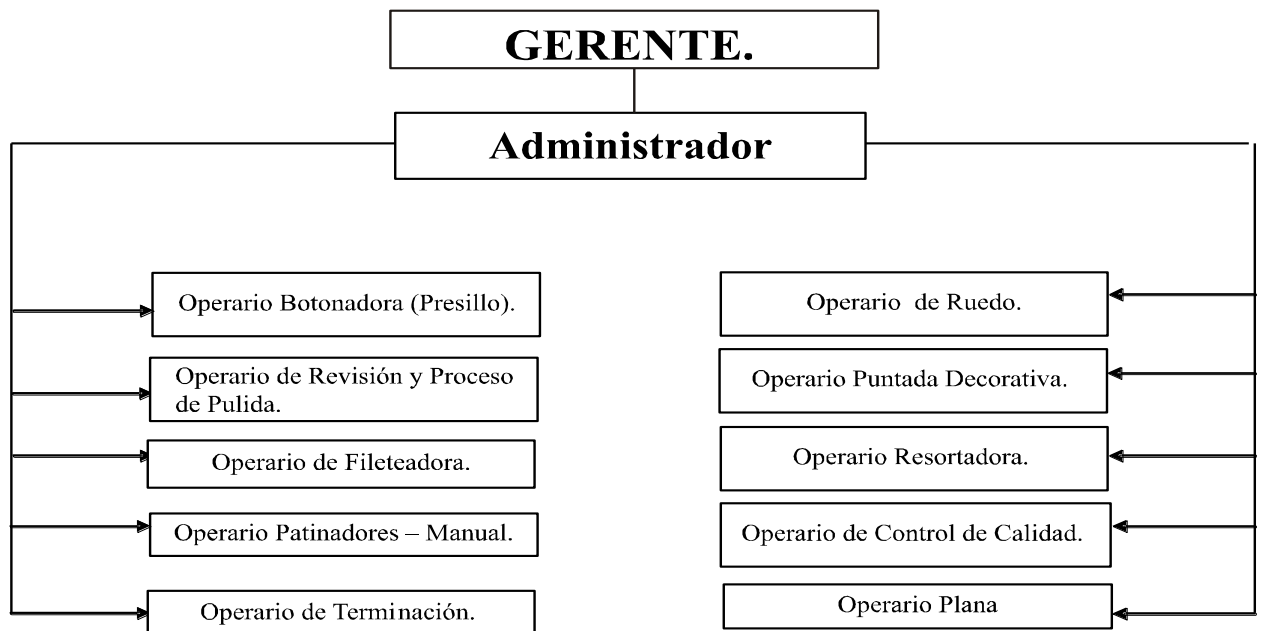 GERENTE.
Administrador
Operario Botonadora (Presillo).
Operario de Revisión y Proceso
de Pulida.
Operario de Fileteadora.
Operario Patinadores – Manual.
Operario de Terminación.
Operario  de Ruedo.
Operario Puntada Decorativa.
Operario Resortadora.
Operario de Control de Calidad.
Operario Plana